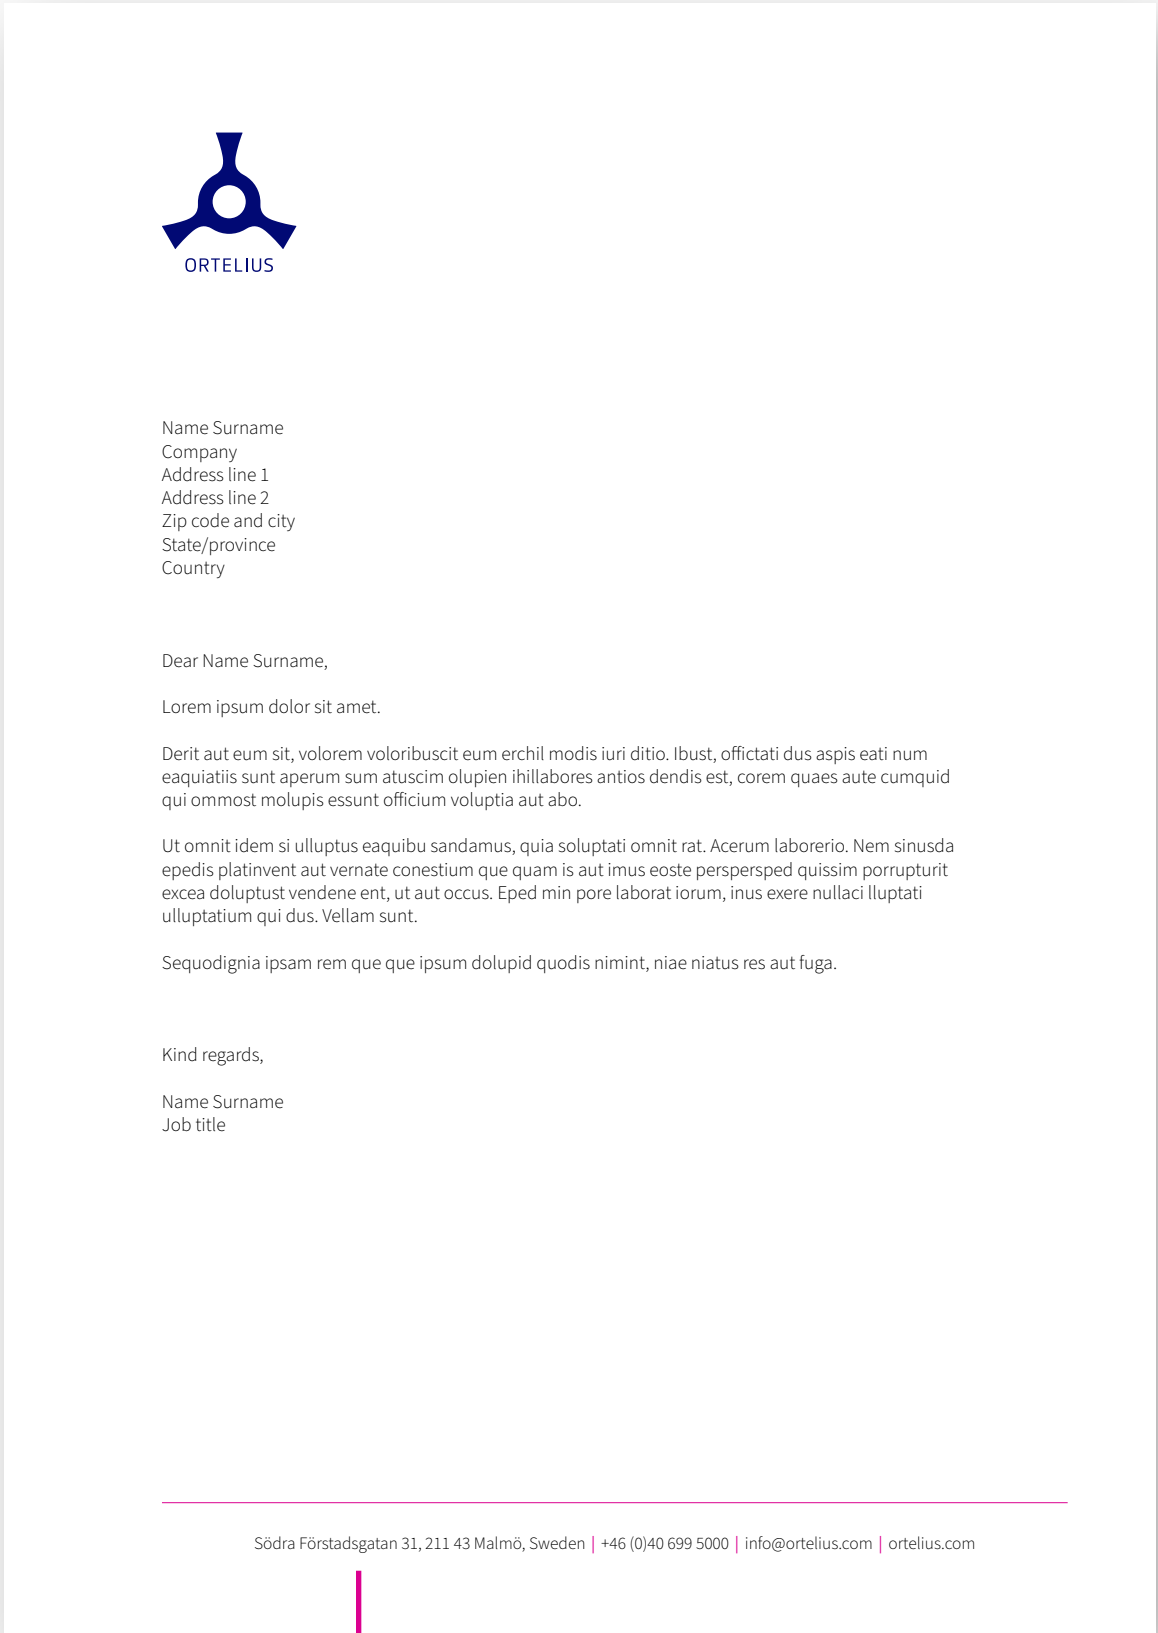 ORTELIUS
Name Surname
Company
Address line 1
Address line 2
Zip code and city
State/province
Country
Dear Name Surname,
Lorem ipsum dolor sit amet.
Derit aut eum sit, volorem voloribuscit eum erchil modis iuri ditio. Ibust, offictati dus aspis eati num
eaquiatiis sunt aperum sum atuscim olupien ihillabores antios dendis est, corem quaes aute cumquid
qui ommost molupis essunt officium voluptia aut abo.
Ut omnit idem si ulluptus eaquibu sandamus, quia soluptati omnit rat. Acerum laborerio. Nem sinusda
epedis platinvent aut vernate conestium que quam is aut imus eoste perspersped quissim porrupturit
excea doluptust vendene ent, ut aut occus. Eped min pore laborat iorum, inus exere nullaci lluptati
ulluptatium qui dus. Vellam sunt.
Sequodignia ipsam rem que que ipsum dolupid quodis nimint, niae niatus res aut fuga.
Kind regards,
Name Surname
Job title
Södra Förstadsgatan 31, 211 43 Malmö, Sweden | +46 (0)40 699 5000 | info@ortelius.com | ortelius.com